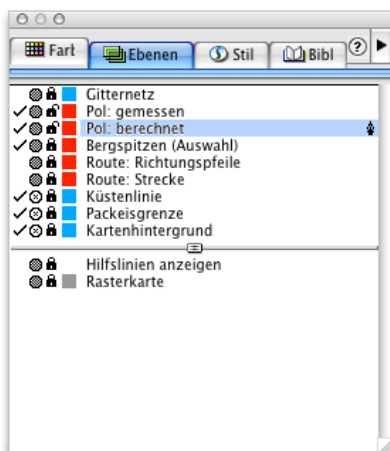 Farl Ebenen Stil Bibl ?
Gitternetz
Pol: gemessen
Pol: berechnet
Bergspitzen (Auswahl)
Route: Richtungspfeile
Route: Strecke
Küstenlinie
Packeisgrenze
Kartenhintergrund
Hilfslinien anzeigen
Rasterkarte